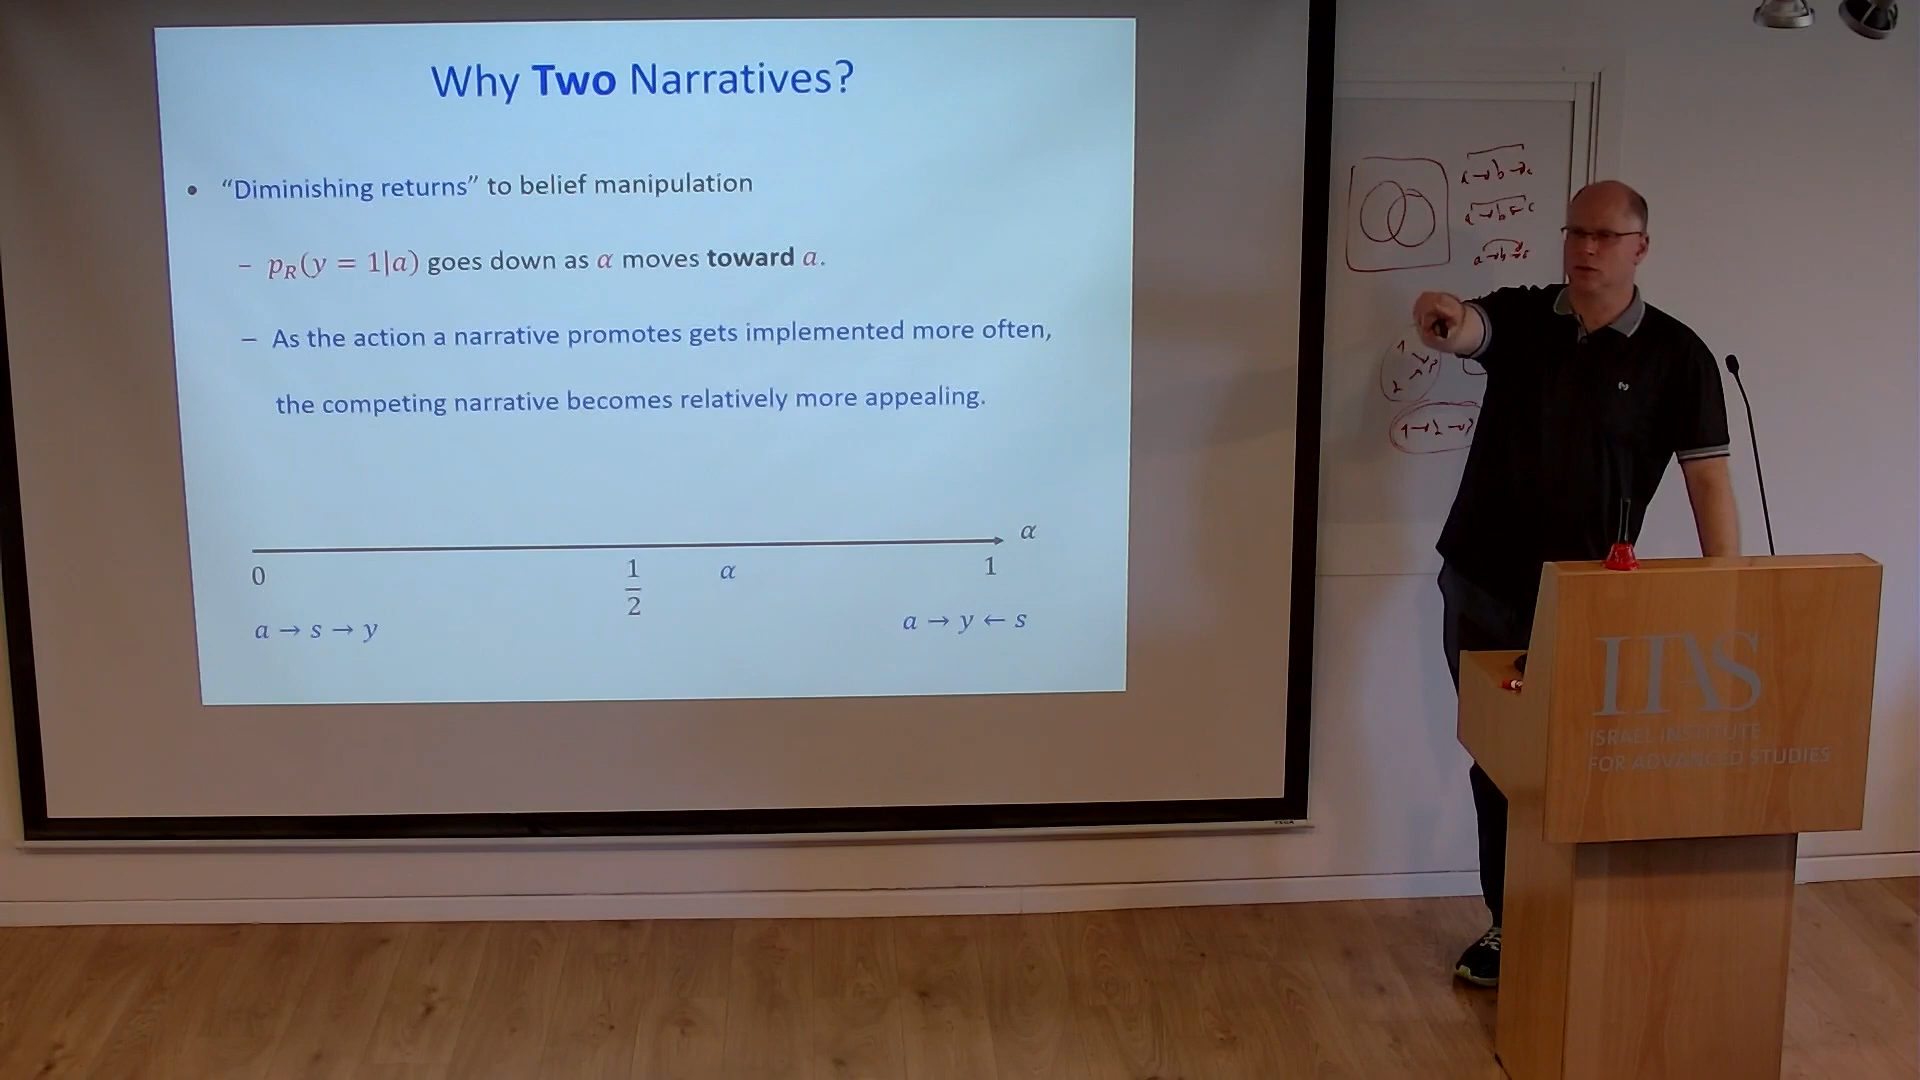 Why Two Narratives?
• “Diminishing returns” to belief manipulation
– p_R(y = 1|a) goes down as α moves toward a.
– As the action a narrative promotes gets implemented more often,
the competing narrative becomes relatively more appealing.
α
0
1/2
α
1
a → s → y
a → y ← s
IIAS
ISRAEL INSTITUTE
FOR ADVANCED STUDIES